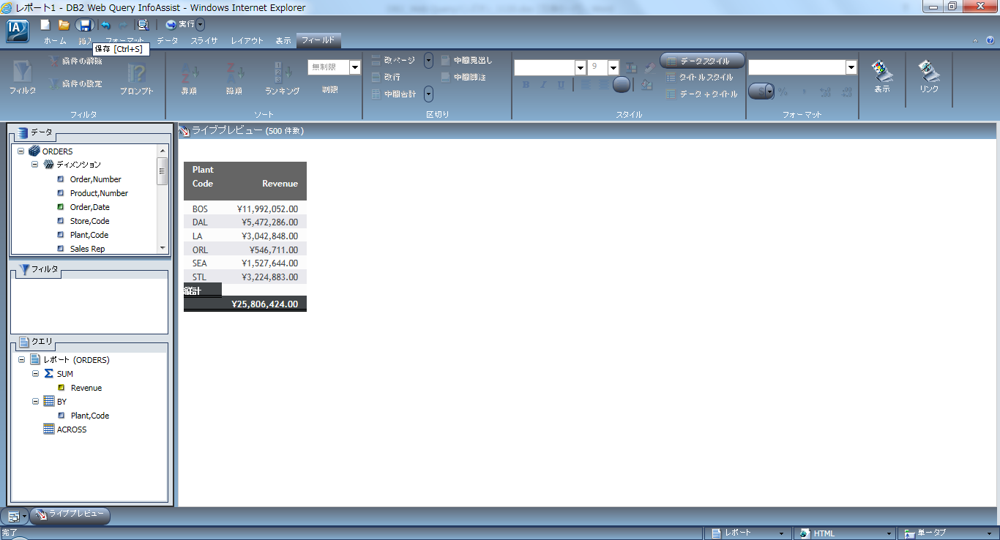 レポート1 - DB2 Web Query InfoAssist - Windows Internet Explorer
IA
実行
ホーム 挿入 フォーマット データ スライサ レイアウト 表示 フィールド
保存 [Ctrl+S]
フィルタ
条件の解除
条件の設定
プロンプト
フィルタ
昇順
降順
ランキング
無制限
制限
ソート
改ページ
改行
中間合計
中間見出し
中間脚注
区切り
9
B I U
データスタイル
タイトルスタイル
データ + タイトル
スタイル
$ % ,
フォーマット
表示
リンク
データ
ORDERS
ディメンション
Order,Number
Product,Number
Order,Date
Store,Code
Plant,Code
Sales Rep
フィルタ
クエリ
レポート (ORDERS)
SUM
Revenue
BY
Plant,Code
ACROSS
ライブプレビュー (500 件数)
Plant
Code Revenue
BOS ¥11,992,052.00
DAL ¥5,472,286.00
LA ¥3,042,848.00
ORL ¥546,711.00
SEA ¥1,527,644.00
STL ¥3,224,883.00
総計
¥25,806,424.00
ライブプレビュー
完了
レポート
HTML
単一タブ